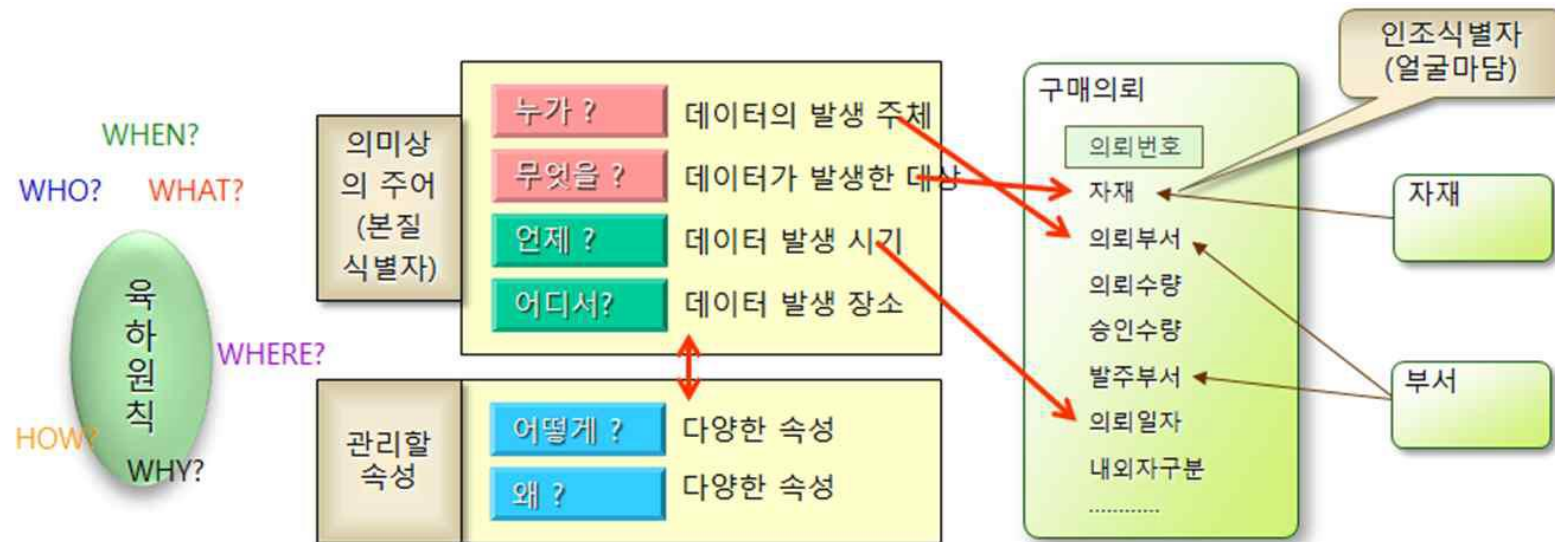 WHEN?
WHO?
WHAT?
육
하
원
칙
WHERE?
HOW?
WHY?
의미상
의 주어
(본질
식별자)
누가 ?
데이터의 발생 주체
무엇을 ?
데이터가 발생한 대상
언제 ?
데이터 발생 시기
어디서?
데이터 발생 장소
관리할
속성
어떻게 ?
다양한 속성
왜 ?
다양한 속성
구매의뢰
의뢰번호
자재
의뢰부서
의뢰수량
승인수량
발주부서
의뢰일자
내외자구분
............
인조식별자
(얼굴마담)
자재
부서